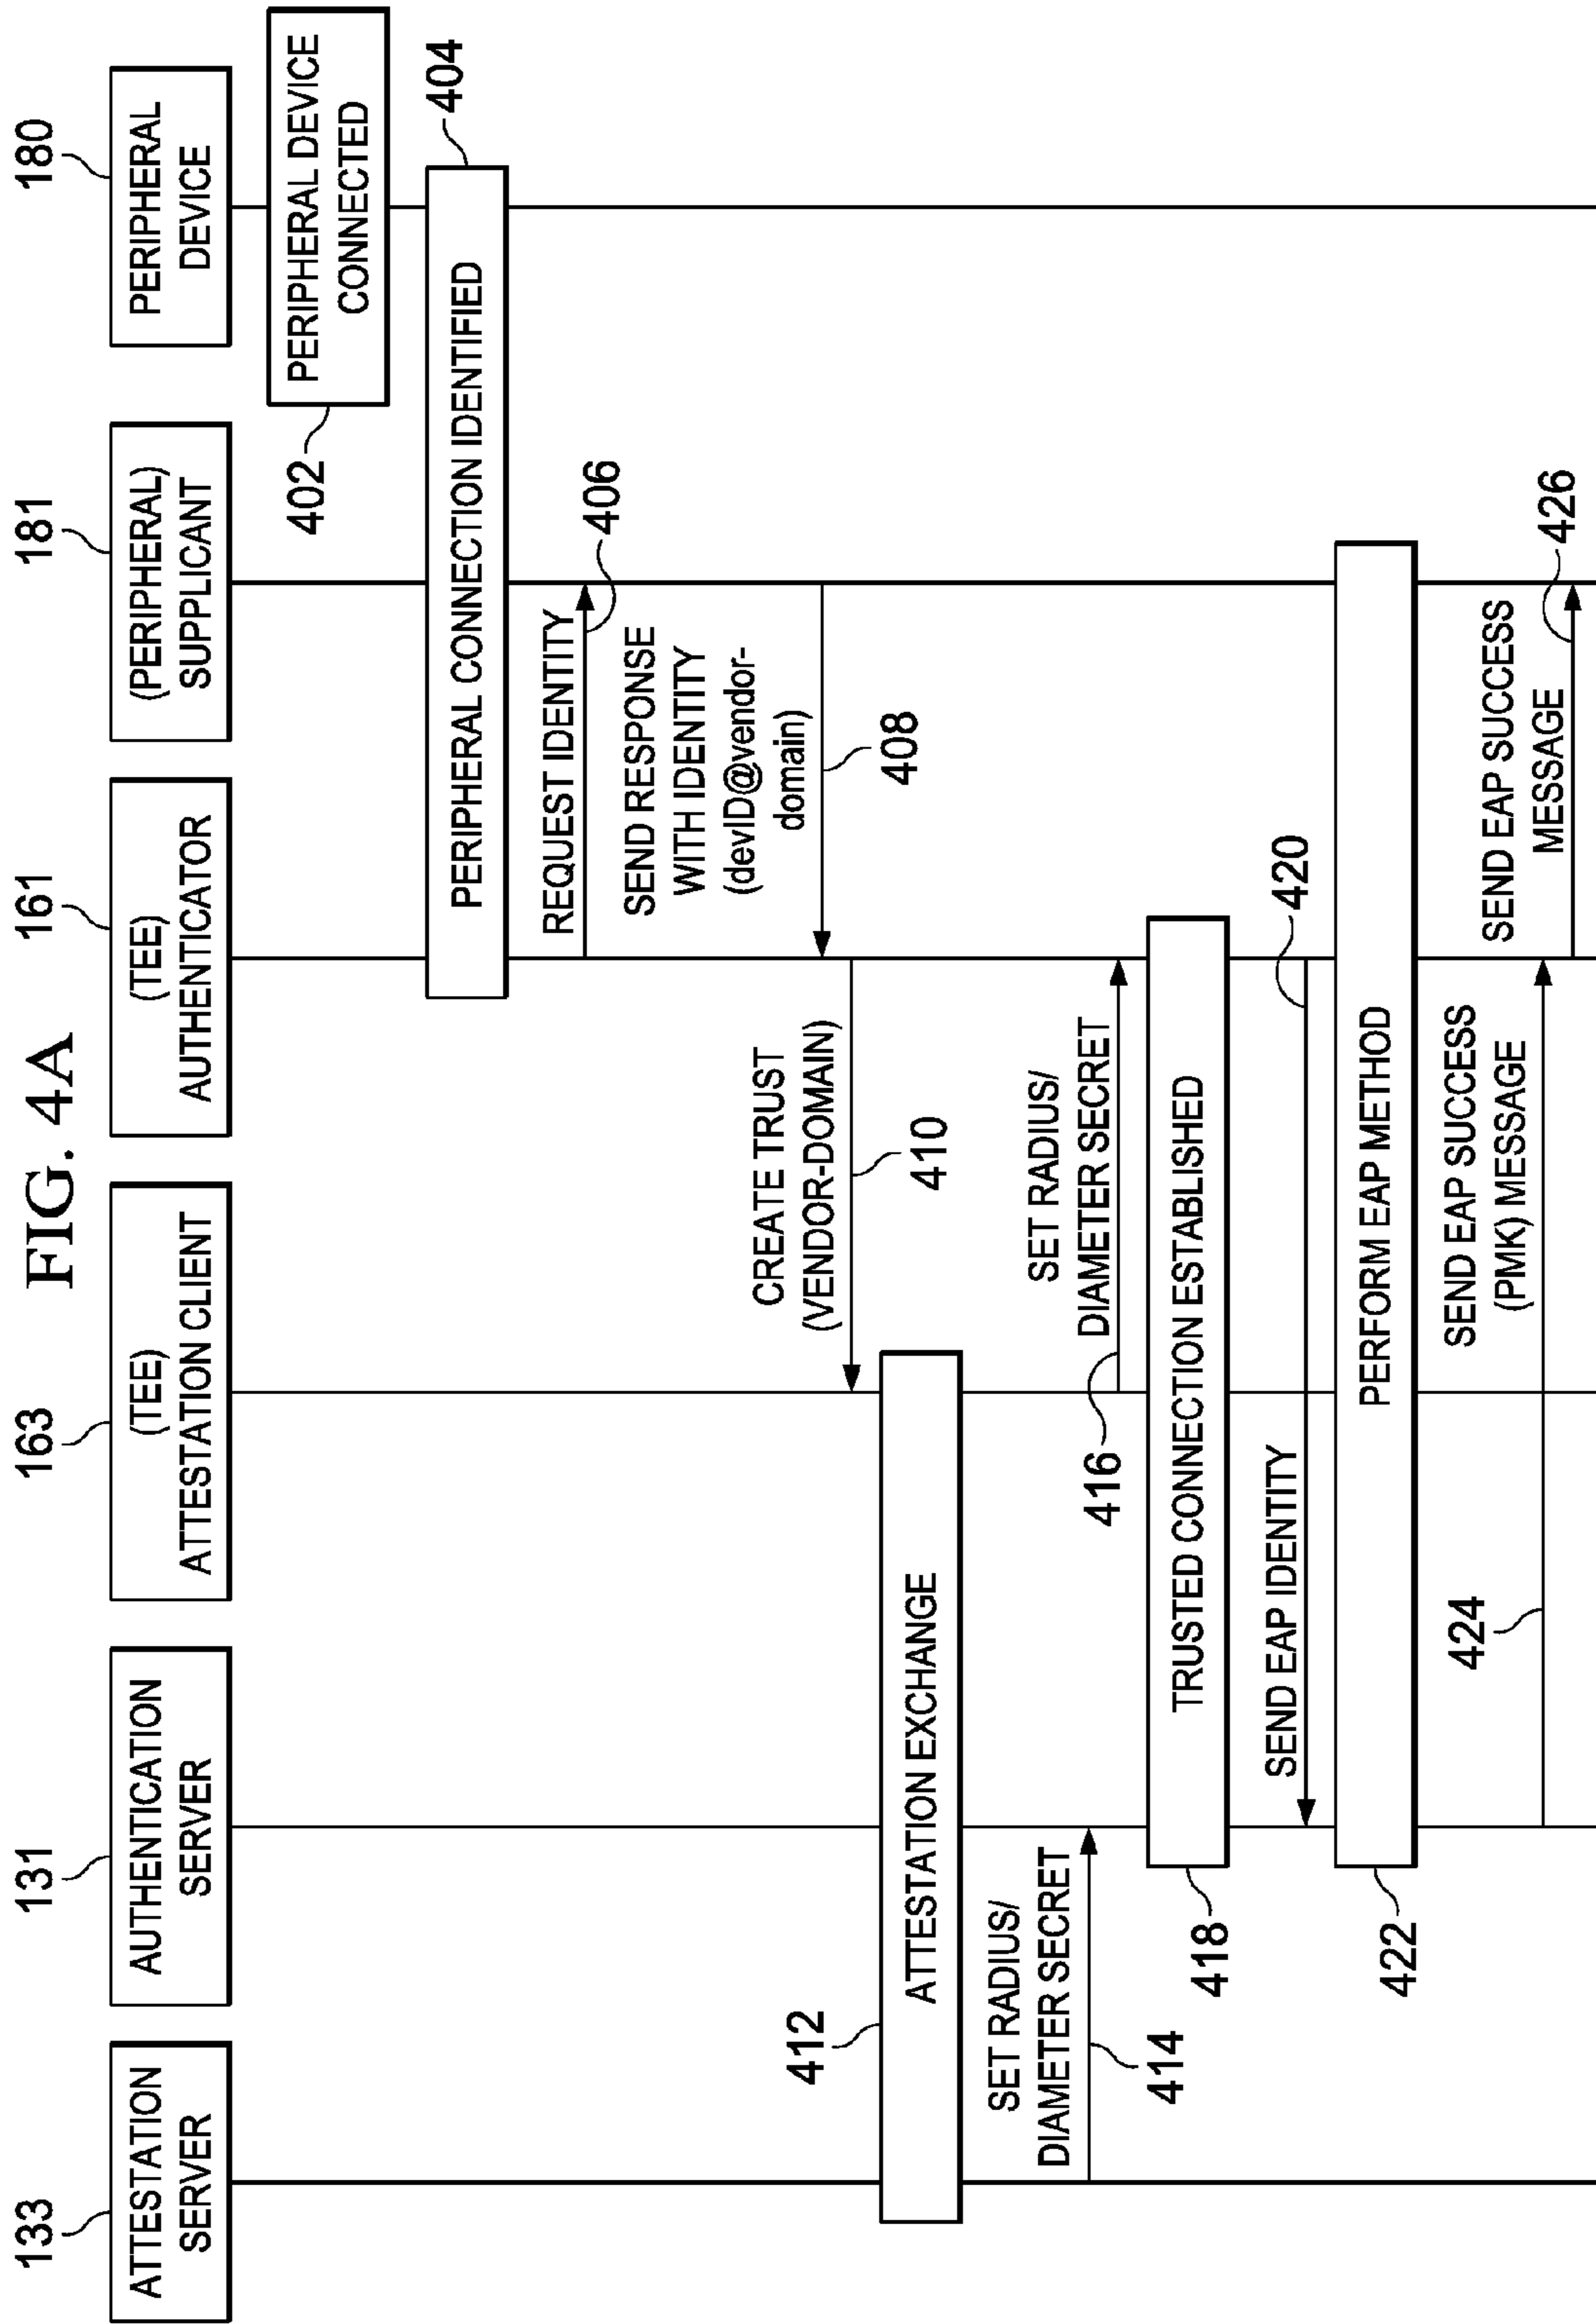 FIG. 4A
133
131
163
161
181
180
ATTESTATION
SERVER
AUTHENTICATION
SERVER
(TEE)
ATTESTATION CLIENT
(TEE)
AUTHENTICATOR
(PERIPHERAL)
SUPPLICANT
PERIPHERAL
DEVICE
402
PERIPHERAL DEVICE
CONNECTED
PERIPHERAL CONNECTION IDENTIFIED
404
REQUEST IDENTITY
406
SEND RESPONSE
WITH IDENTITY
(devID@vendor-
domain)
408
CREATE TRUST
(VENDOR-DOMAIN)
410
412
ATTESTATION EXCHANGE
SET RADIUS/
DIAMETER SECRET
414
SET RADIUS/
DIAMETER SECRET
416
TRUSTED CONNECTION ESTABLISHED
418
SEND EAP IDENTITY
420
PERFORM EAP METHOD
422
424
SEND EAP SUCCESS
(PMK) MESSAGE
SEND EAP SUCCESS
MESSAGE
426